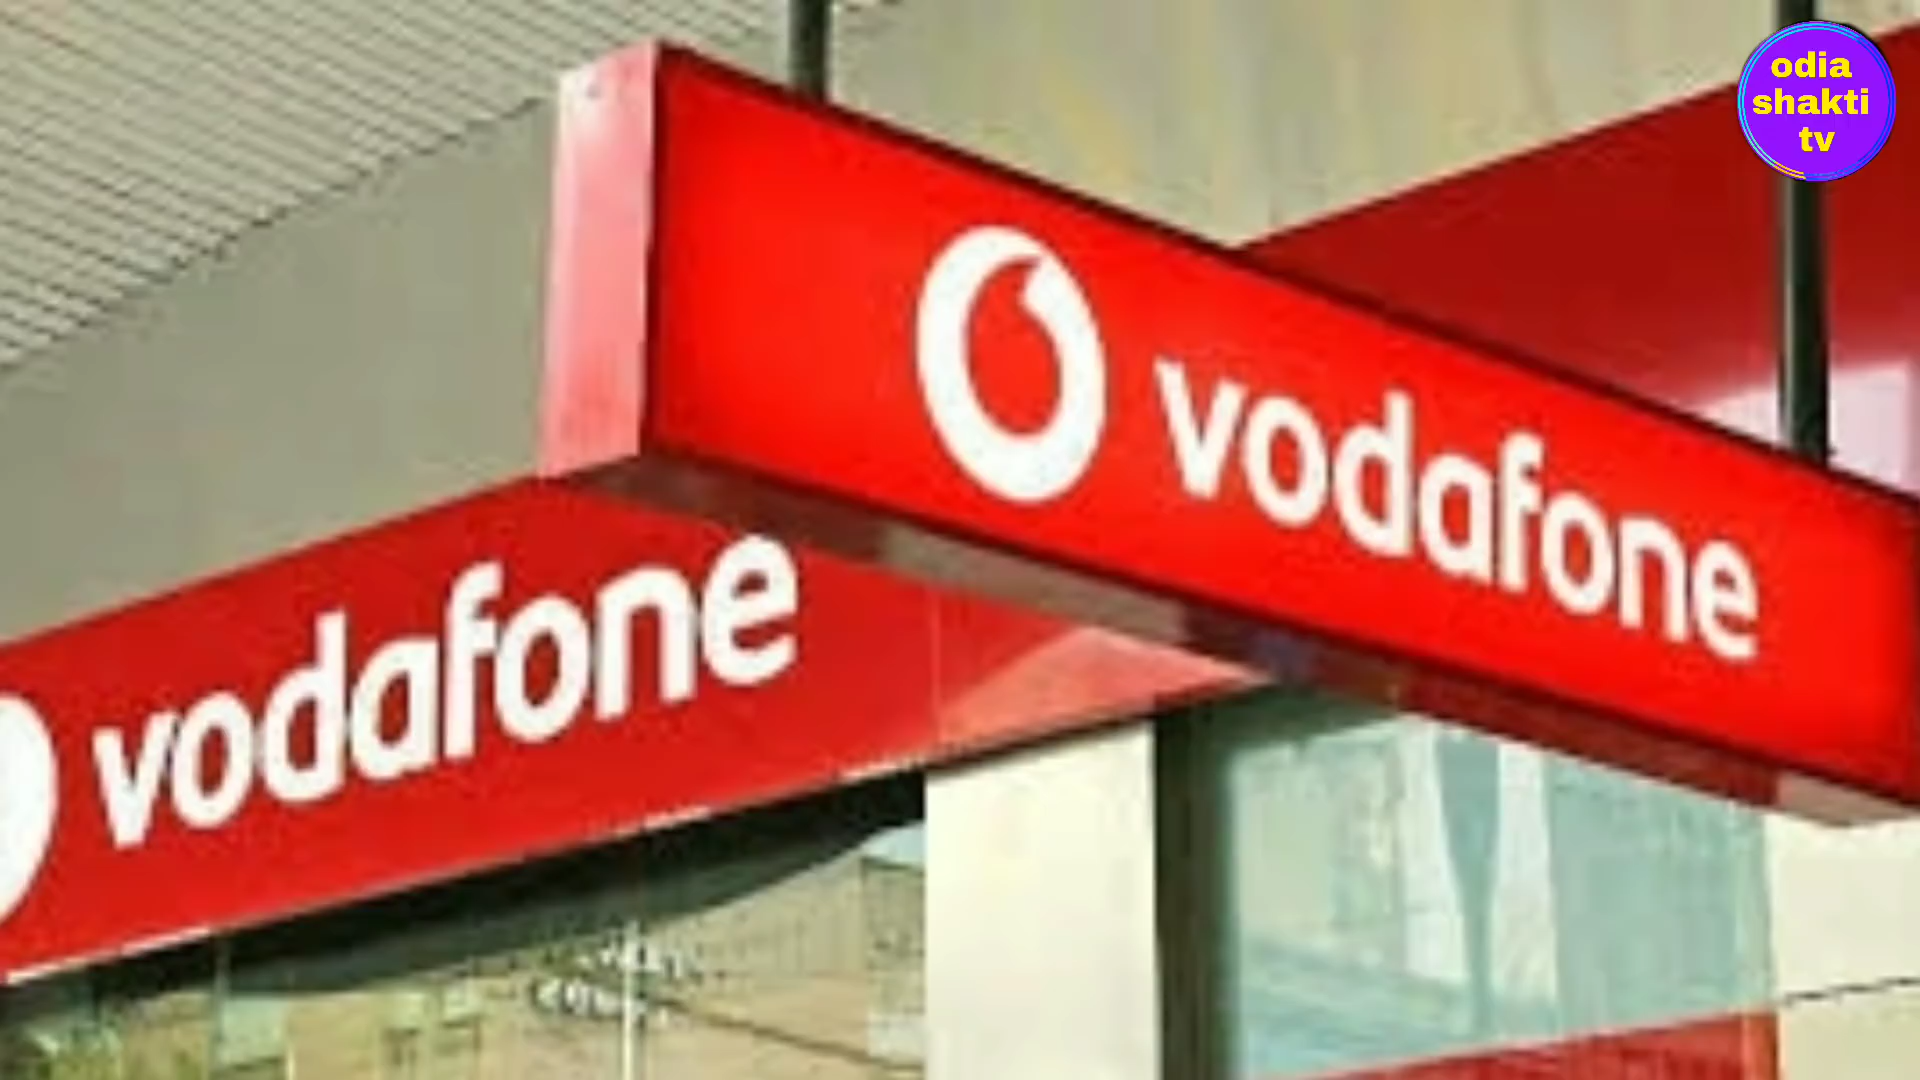 odia
shakti
tv
vodafone
vodafone